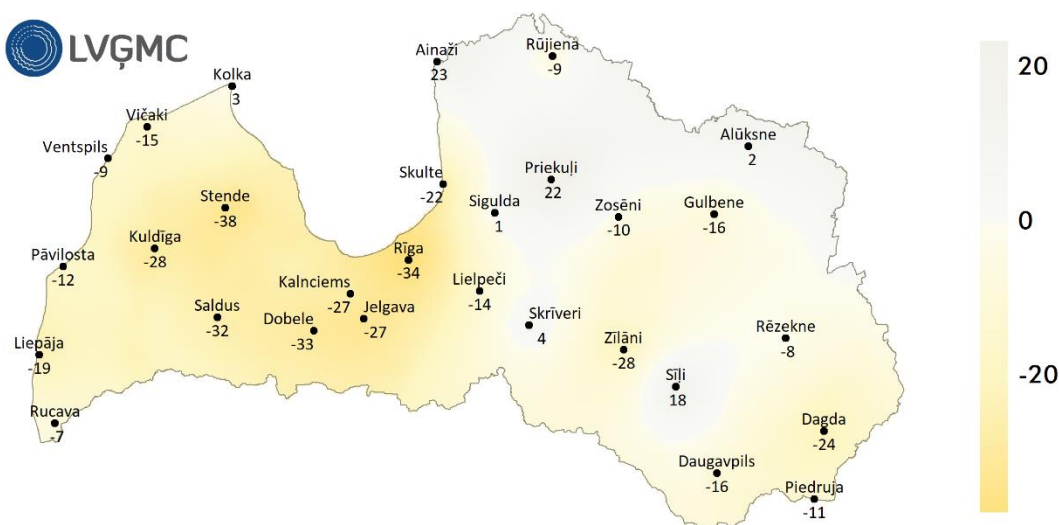 LVĢMC
Ainaži
23
Rūjiena
-9
Kolka
3
Vičaki
-15
Ventspils
-9
Alūksne
2
Skulte
-22
Priekuļi
22
Stende
-38
Sigulda
1
Zosēni
-10
Gulbene
-16
Kuldīga
-28
Rīga
-34
Pāvilosta
-12
Kalnciems
-27
Lielpeči
-14
Saldus
-32
Dobele
-33
Jelgava
-27
Skrīveri
4
Zīlāni
-28
Rēzekne
-8
Liepāja
-19
Sīļi
18
Rucava
-7
Dagda
-24
Daugavpils
-16
Piedruja
-11
20
0
-20